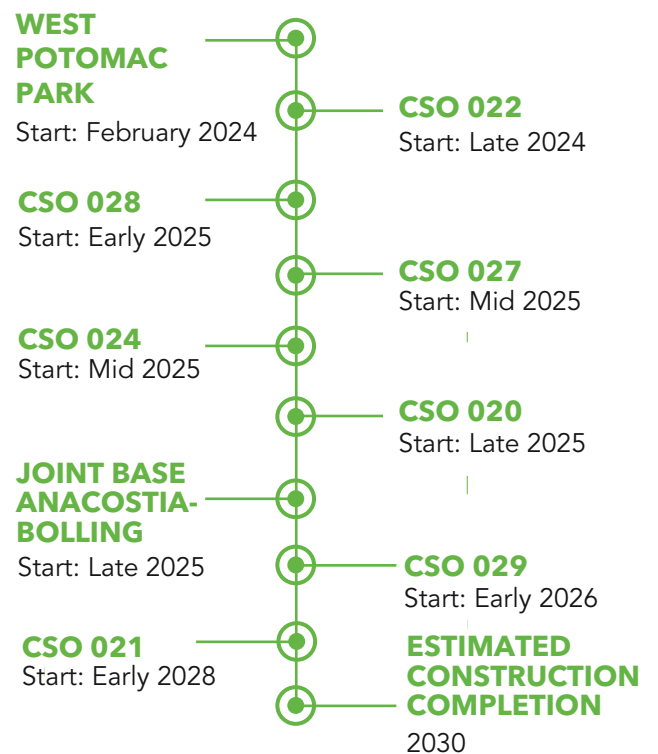 WEST
POTOMAC
PARK
Start: February 2024
CSO 022
Start: Late 2024
CSO 028
Start: Early 2025
CSO 027
Start: Mid 2025
CSO 024
Start: Mid 2025
CSO 020
Start: Late 2025
JOINT BASE
ANACOSTIA-
BOLLING
Start: Late 2025
CSO 029
Start: Early 2026
CSO 021
Start: Early 2028
ESTIMATED
CONSTRUCTION
COMPLETION
2030